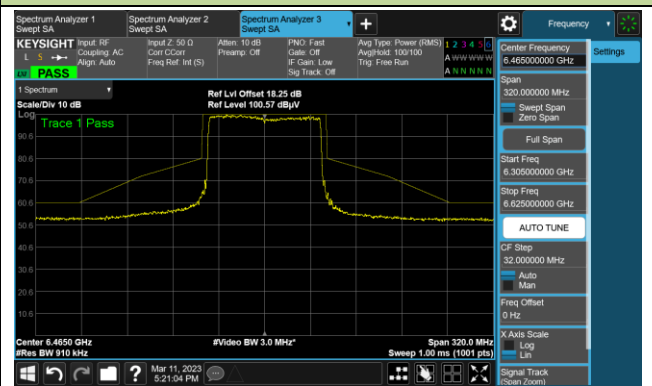 Spectrum Analyzer 1
Swept SA
Spectrum Analyzer 2
Swept SA
Spectrum Analyzer 3
Swept SA
Frequency
KEYSIGHT
Input: RF
Coupling: AC
Align: Auto
Input Z: 50 Ω
Corr CCorr
Freq Ref: Int (S)
Atten: 10 dB
Preamp: Off
PNO: Fast
Gate: Off
IF Gain: Low
Sig Track: Off
Avg Type: Power (RMS)
Avg|Hold: 100/100
Trig: Free Run
1 2 3 4 5 6
A W W W W W
A N N N N N
L S
PASS
Center Frequency
6.465000000 GHz
Settings
1 Spectrum
Scale/Div 10 dB
Ref Lvl Offset 18.25 dB
Ref Level 100.57 dBµV
Span
320.000000 MHz
Swept Span
Zero Span
Log
Trace 1 Pass
90.6
80.6
70.6
60.6
50.6
40.6
30.6
20.6
10.6
Full Span
Start Freq
6.305000000 GHz
Stop Freq
6.625000000 GHz
AUTO TUNE
CF Step
32.000000 MHz
Auto
Man
Freq Offset
0 Hz
X Axis Scale
Log
Lin
Signal Track
(Span Zoom)
Center 6.4650 GHz
#Res BW 910 kHz
#Video BW 3.0 MHz*
Span 320.0 MHz
Sweep 1.00 ms (1001 pts)
?
Mar 11, 2023
5:21:04 PM